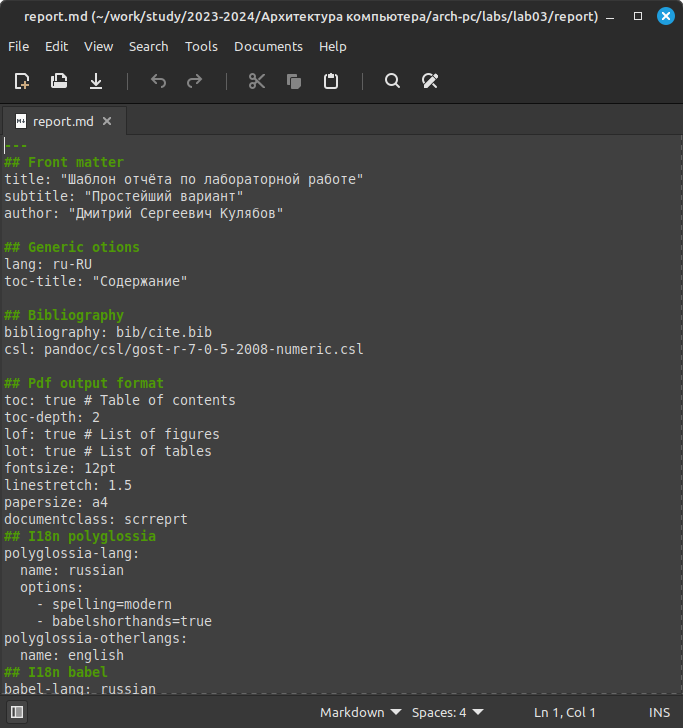 report.md (~/work/study/2023-2024/Архитектура компьютера/arch-pc/labs/lab03/report)
File Edit View Search Tools Documents Help
report.md
---
## Front matter
title: "Шаблон отчёта по лабораторной работе"
subtitle: "Простейший вариант"
author: "Дмитрий Сергеевич Кулябов"
## Generic otions
lang: ru-RU
toc-title: "Содержание"
## Bibliography
bibliography: bib/cite.bib
csl: pandoc/csl/gost-r-7-0-5-2008-numeric.csl
## Pdf output format
toc: true # Table of contents
toc-depth: 2
lof: true # List of figures
lot: true # List of tables
fontsize: 12pt
linestretch: 1.5
papersize: a4
documentclass: scrreprt
## I18n polyglossia
polyglossia-lang:
  name: russian
  options:
    - spelling=modern
    - babelshorthands=true
polyglossia-otherlangs:
  name: english
## I18n babel
babel-lang: russian
Markdown Spaces: 4 Ln 1, Col 1 INS